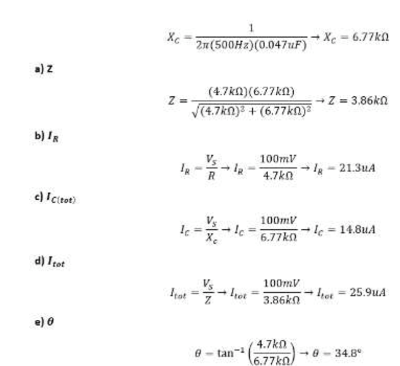 X_C = 1 / 2π(500Hz)(0.047uF) → X_C = 6.77kΩ
a) Z
Z = (4.7kΩ)(6.77kΩ) / √((4.7kΩ)² + (6.77kΩ)²) → Z = 3.86kΩ
b) I_R
I_R = V_s / R → I_R = 100mV / 4.7kΩ → I_R = 21.3uA
c) I_C(tot)
I_C = V_s / X_c → I_C = 100mV / 6.77kΩ → I_C = 14.8uA
d) I_tot
I_tot = V_s / Z → I_tot = 100mV / 3.86kΩ → I_tot = 25.9uA
e) θ
θ = tan⁻¹(4.7kΩ / 6.77kΩ) → θ = 34.8°